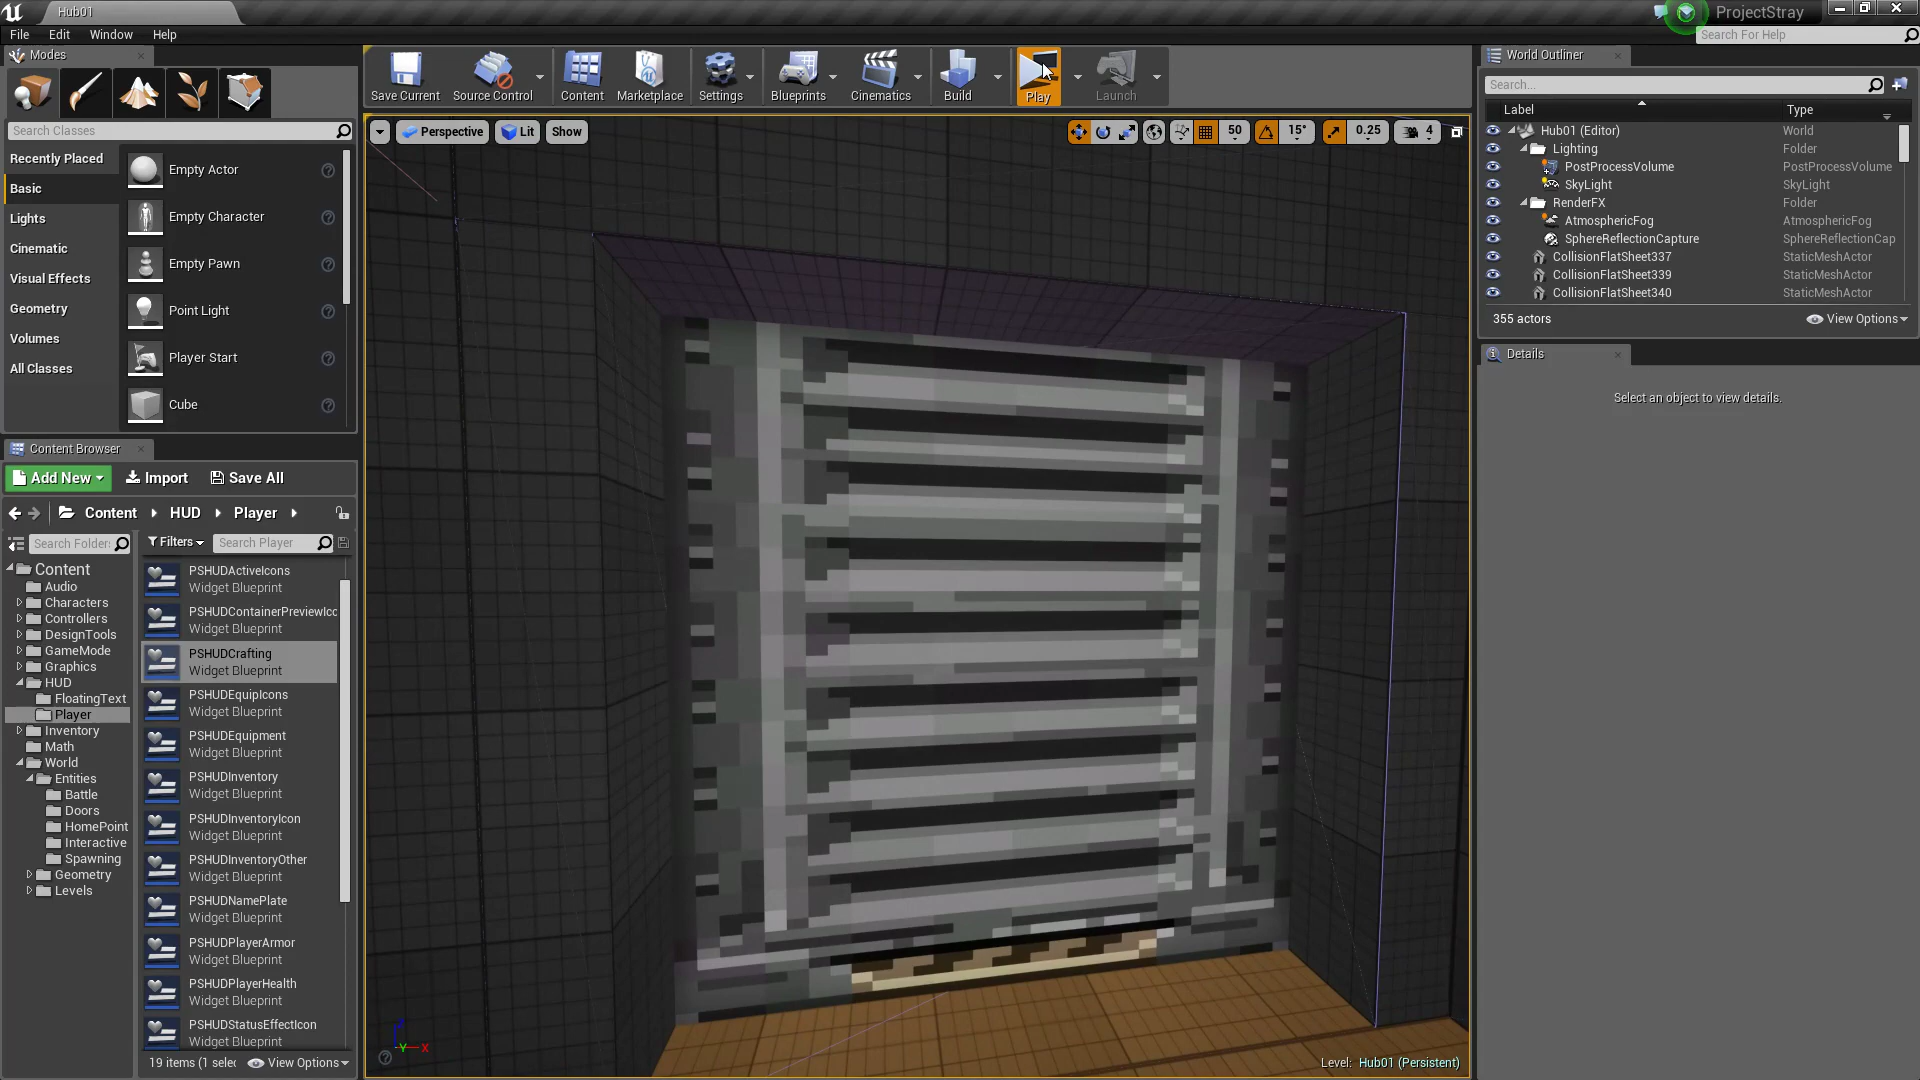 Hub01
ProjectStray
File Edit Window Help
Search For Help
Modes
Save Current
Source Control
Content
Marketplace
Settings
Blueprints
Cinematics
Build
Play
Launch
World Outliner
Search...
Label Type
Search Classes
Recently Placed
Basic
Lights
Cinematic
Visual Effects
Geometry
Volumes
All Classes
Empty Actor
Empty Character
Empty Pawn
Point Light
Player Start
Cube
Perspective Lit Show
50 15° 0.25 4
Hub01 (Editor) World
Lighting Folder
PostProcessVolume PostProcessVolume
SkyLight SkyLight
RenderFX Folder
AtmosphericFog AtmosphericFog
SphereReflectionCapture SphereReflectionCap
CollisionFlatSheet337 StaticMeshActor
CollisionFlatSheet339 StaticMeshActor
CollisionFlatSheet340 StaticMeshActor
355 actors View Options
Details
Select an object to view details.
Content Browser
Add New Import Save All
Content HUD Player
Search Folders
Filters
Search Player
Content
Audio
Characters
Controllers
DesignTools
GameMode
Graphics
HUD
FloatingText
Player
Inventory
Math
World
Entities
Battle
Doors
HomePoint
Interactive
Spawning
Geometry
Levels
PSHUDActiveIcons
Widget Blueprint
PSHUDContainerPreviewIco
Widget Blueprint
PSHUDCrafting
Widget Blueprint
PSHUDEquipIcons
Widget Blueprint
PSHUDEquipment
Widget Blueprint
PSHUDInventory
Widget Blueprint
PSHUDInventoryIcon
Widget Blueprint
PSHUDInventoryOther
Widget Blueprint
PSHUDNamePlate
Widget Blueprint
PSHUDPlayerArmor
Widget Blueprint
PSHUDPlayerHealth
Widget Blueprint
PSHUDStatusEffectIcon
Widget Blueprint
19 items (1 selec View Options
Y X
Level: Hub01 (Persistent)